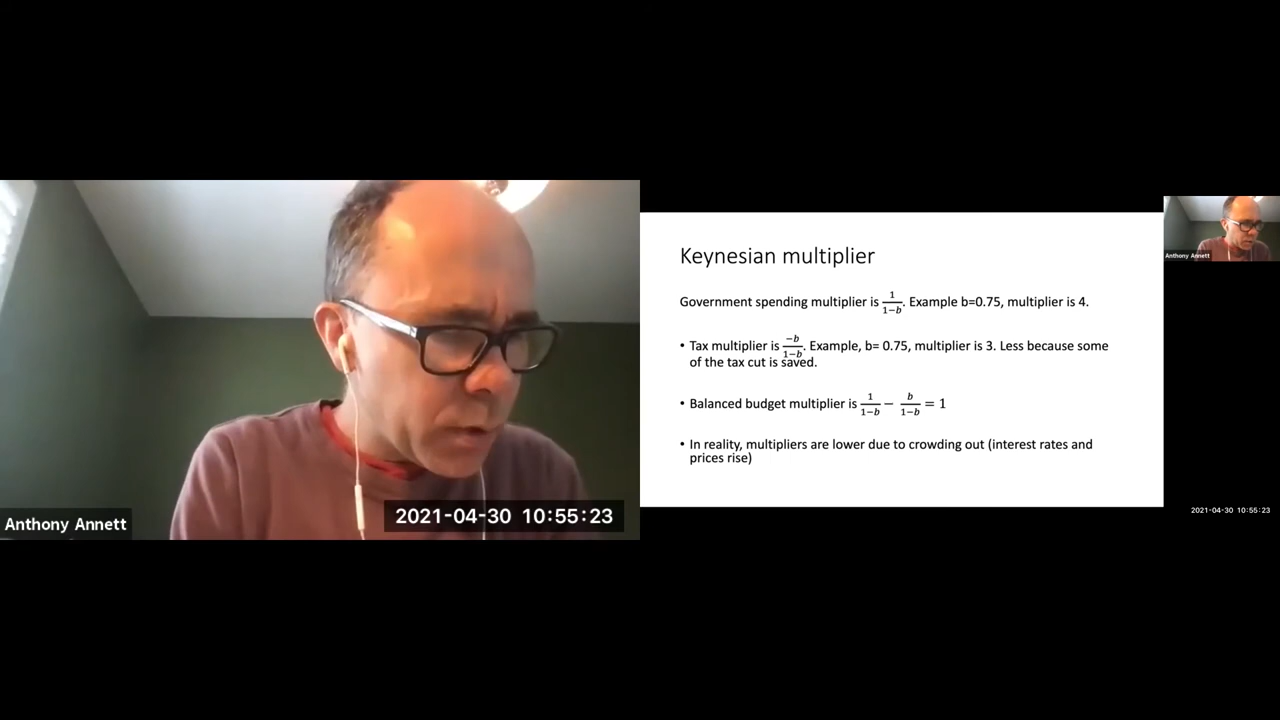 Keynesian multiplier
Government spending multiplier is 1/(1−b). Example b=0.75, multiplier is 4.
• Tax multiplier is −b/(1−b). Example, b= 0.75, multiplier is 3. Less because some
of the tax cut is saved.
• Balanced budget multiplier is 1/(1−b) − b/(1−b) = 1
• In reality, multipliers are lower due to crowding out (interest rates and
prices rise)
Anthony Annett
2021-04-30 10:55:23
Anthony Annett
2021-04-30 10:55:23